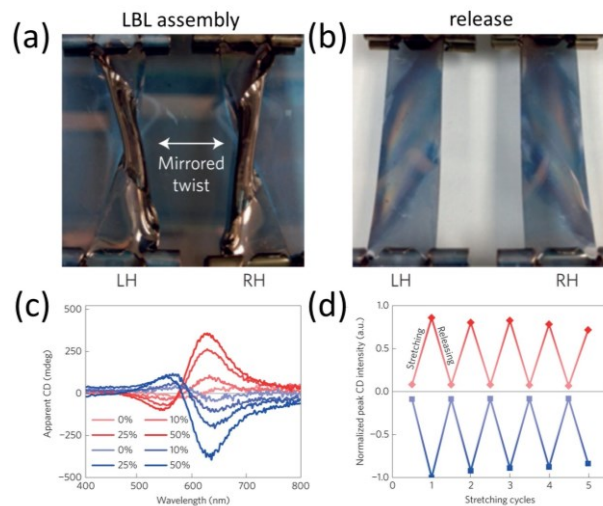 LBL assembly
release
(a)
(b)
Mirrored
twist
LH
RH
LH
RH
(c)
(d)
500
250
0
−250
−500
Apparent CD (mdeg)
0%
10%
25%
50%
0%
10%
25%
50%
400
500
600
700
800
Wavelength (nm)
1.0
0.5
0.0
−0.5
−1.0
Normalized peak CD intensity (a.u.)
Stretching
Releasing
0
1
2
3
4
5
Stretching cycles